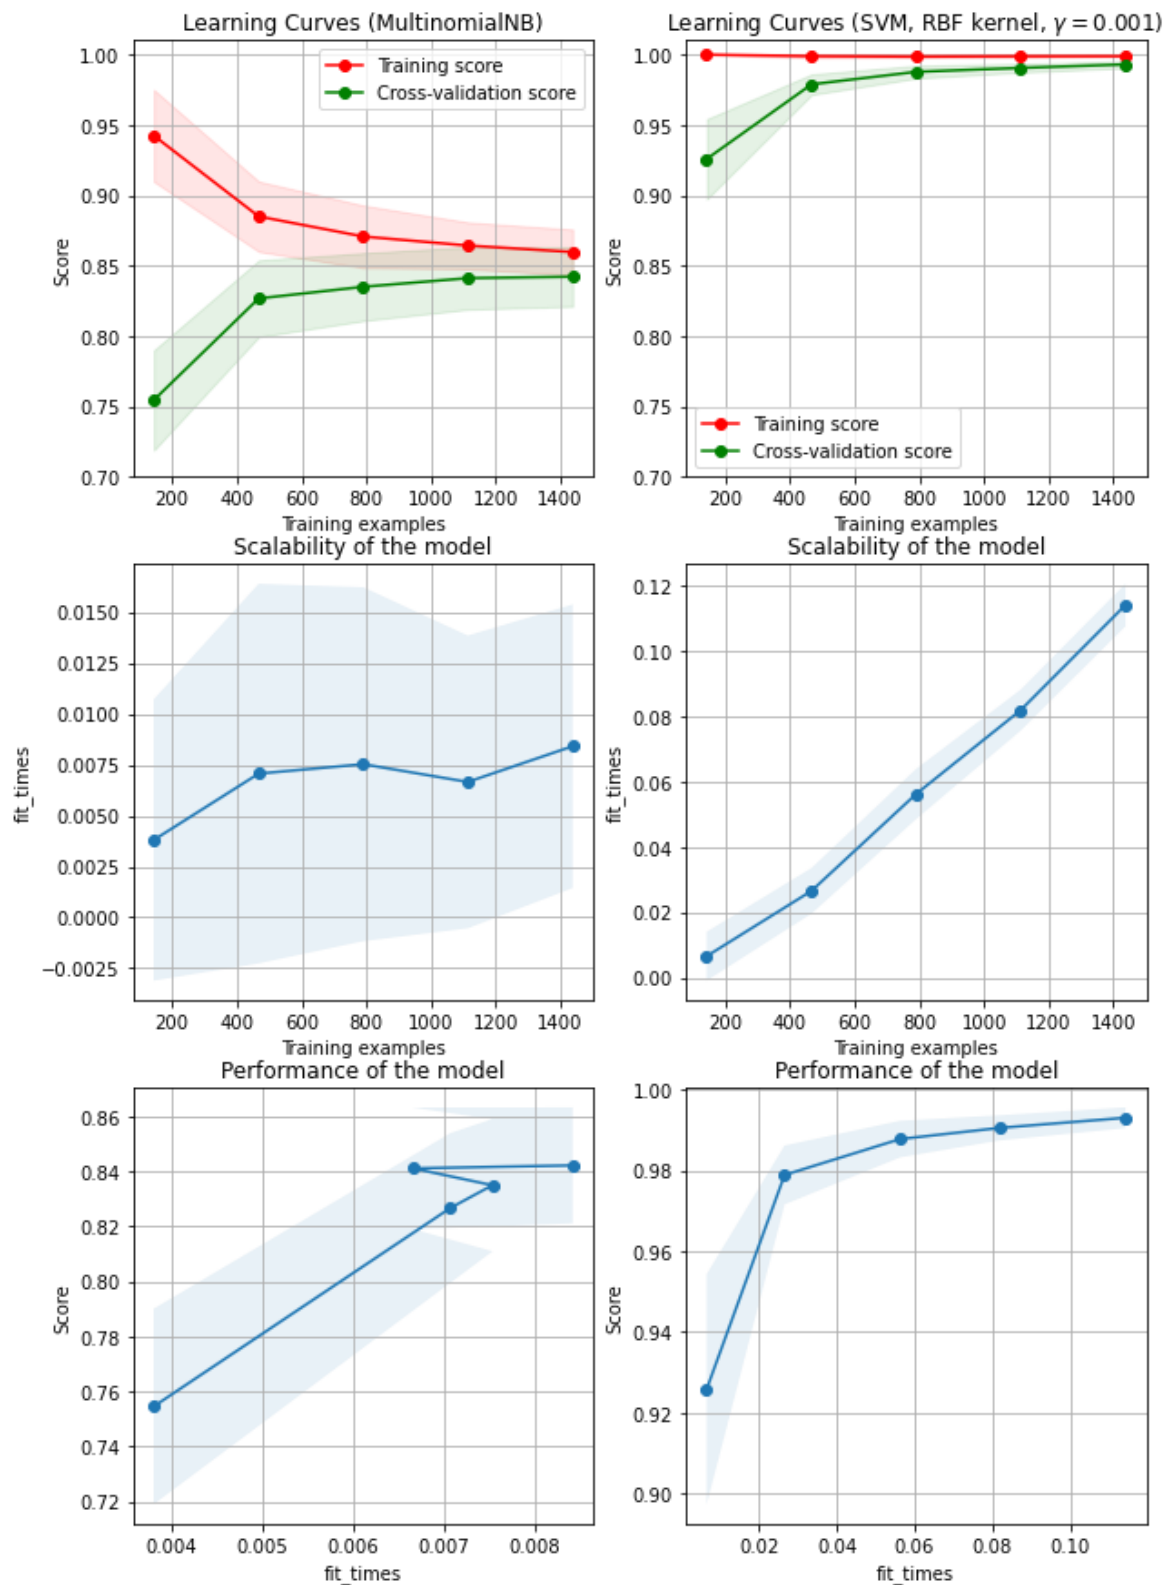 Learning Curves (MultinomialNB)
1.00
0.95
0.90
0.85
0.80
0.75
0.70
Score
Training score
Cross-validation score
200 400 600 800 1000 1200 1400
Training examples
Learning Curves (SVM, RBF kernel, γ = 0.001)
1.00
0.95
0.90
0.85
0.80
0.75
0.70
Score
Training score
Cross-validation score
200 400 600 800 1000 1200 1400
Training examples
Scalability of the model
0.0150
0.0125
0.0100
0.0075
0.0050
0.0025
0.0000
−0.0025
fit_times
200 400 600 800 1000 1200 1400
Training examples
Scalability of the model
0.12
0.10
0.08
0.06
0.04
0.02
0.00
fit_times
200 400 600 800 1000 1200 1400
Training examples
Performance of the model
0.86
0.84
0.82
0.80
0.78
0.76
0.74
0.72
Score
0.004 0.005 0.006 0.007 0.008
fit_times
Performance of the model
1.00
0.98
0.96
0.94
0.92
0.90
Score
0.02 0.04 0.06 0.08 0.10
fit_times